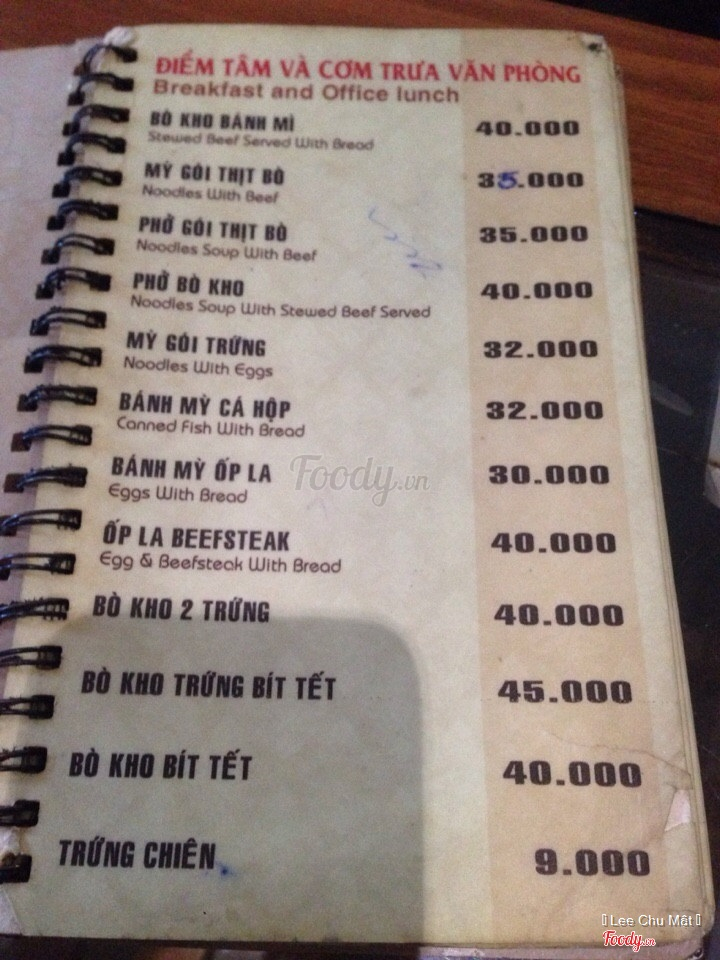 ĐIỂM TÂM VÀ CƠM TRƯA VĂN PHÒNG
Breakfast and Office lunch
BÒ KHO BÁNH MÌ 40.000
Stewed Beef Served With Bread
MỲ GÓI THỊT BÒ 35.000
Noodles With Beef
PHỞ GÓI THỊT BÒ 35.000
Noodles Soup With Beef
PHỞ BÒ KHO 40.000
Noodles Soup With Stewed Beef Served
MỲ GÓI TRỨNG 32.000
Noodles With Eggs
BÁNH MỲ CÁ HỘP 32.000
Canned Fish With Bread
BÁNH MỲ ỐP LA 30.000
Eggs With Bread
Foody.vn
ỐP LA BEEFSTEAK 40.000
Egg & Beefsteak With Bread
BÒ KHO 2 TRỨNG 40.000
BÒ KHO TRỨNG BÍT TẾT 45.000
BÒ KHO BÍT TẾT 40.000
TRỨNG CHIÊN 9.000
Lee Chu Mật
Foody.vn